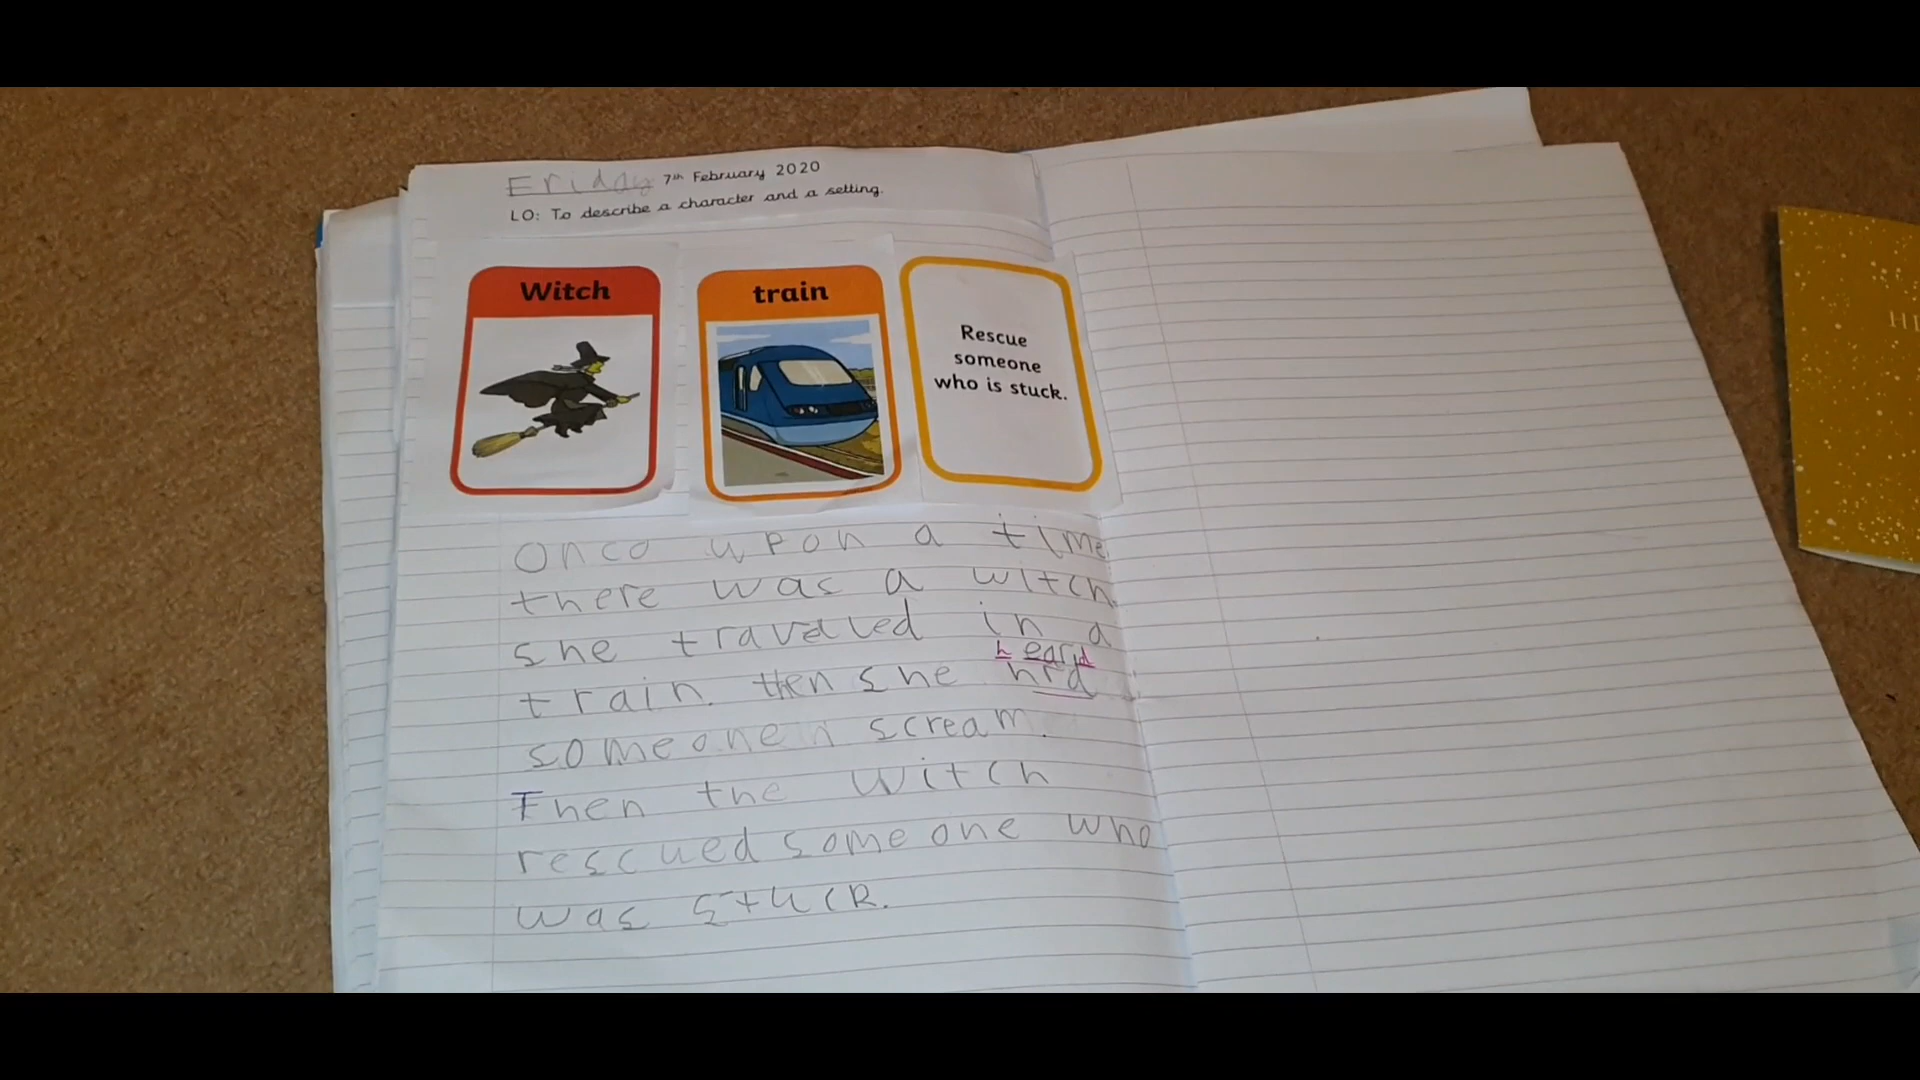 Friday 7th February 2020
LO: To describe a character and a setting.
Witch
train
Rescue
someone
who is stuck.
Once upon a time
there was a witch.
she traveled in a
heard
train. then she hrd
someone scream.
Then the witch
rescued someone who
was stuck.